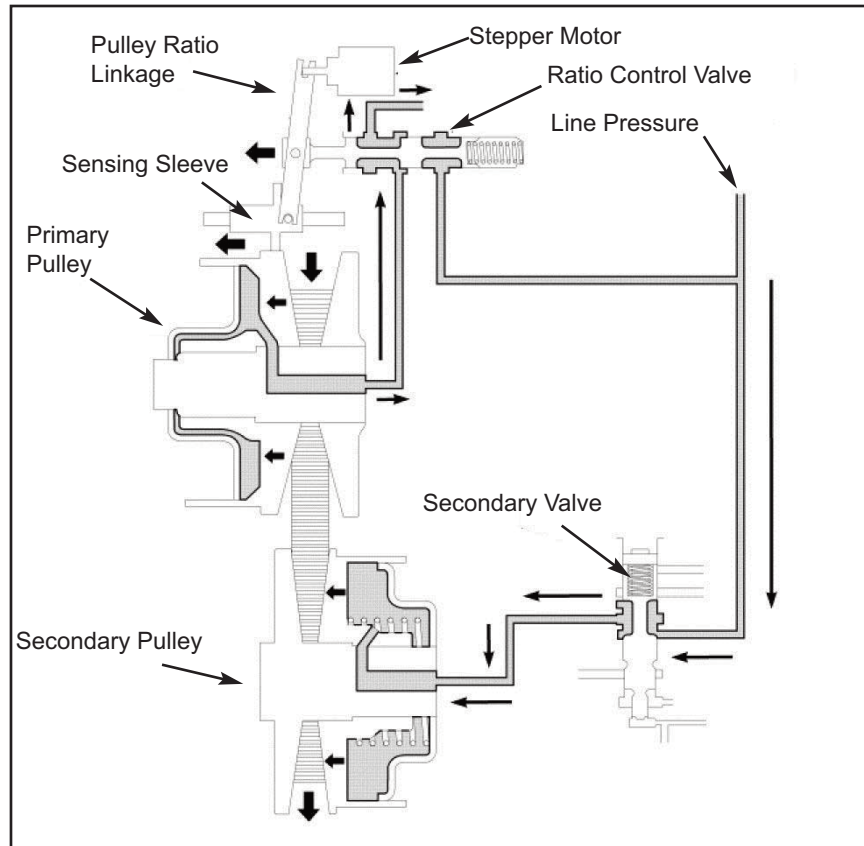 Pulley Ratio
Linkage
Stepper Motor
Ratio Control Valve
Line Pressure
Sensing Sleeve
Primary
Pulley
Secondary Valve
Secondary Pulley